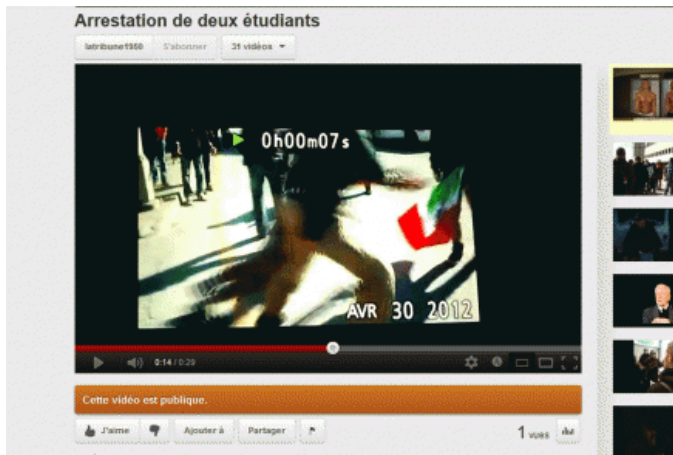 Arrestation de deux étudiants
latribune1950 S'abonner 31 vidéos
0h00m07s
AVR 30 2012
0:14 / 0:29
Cette vidéo est publique.
J'aime Ajouter à Partager
1 vues